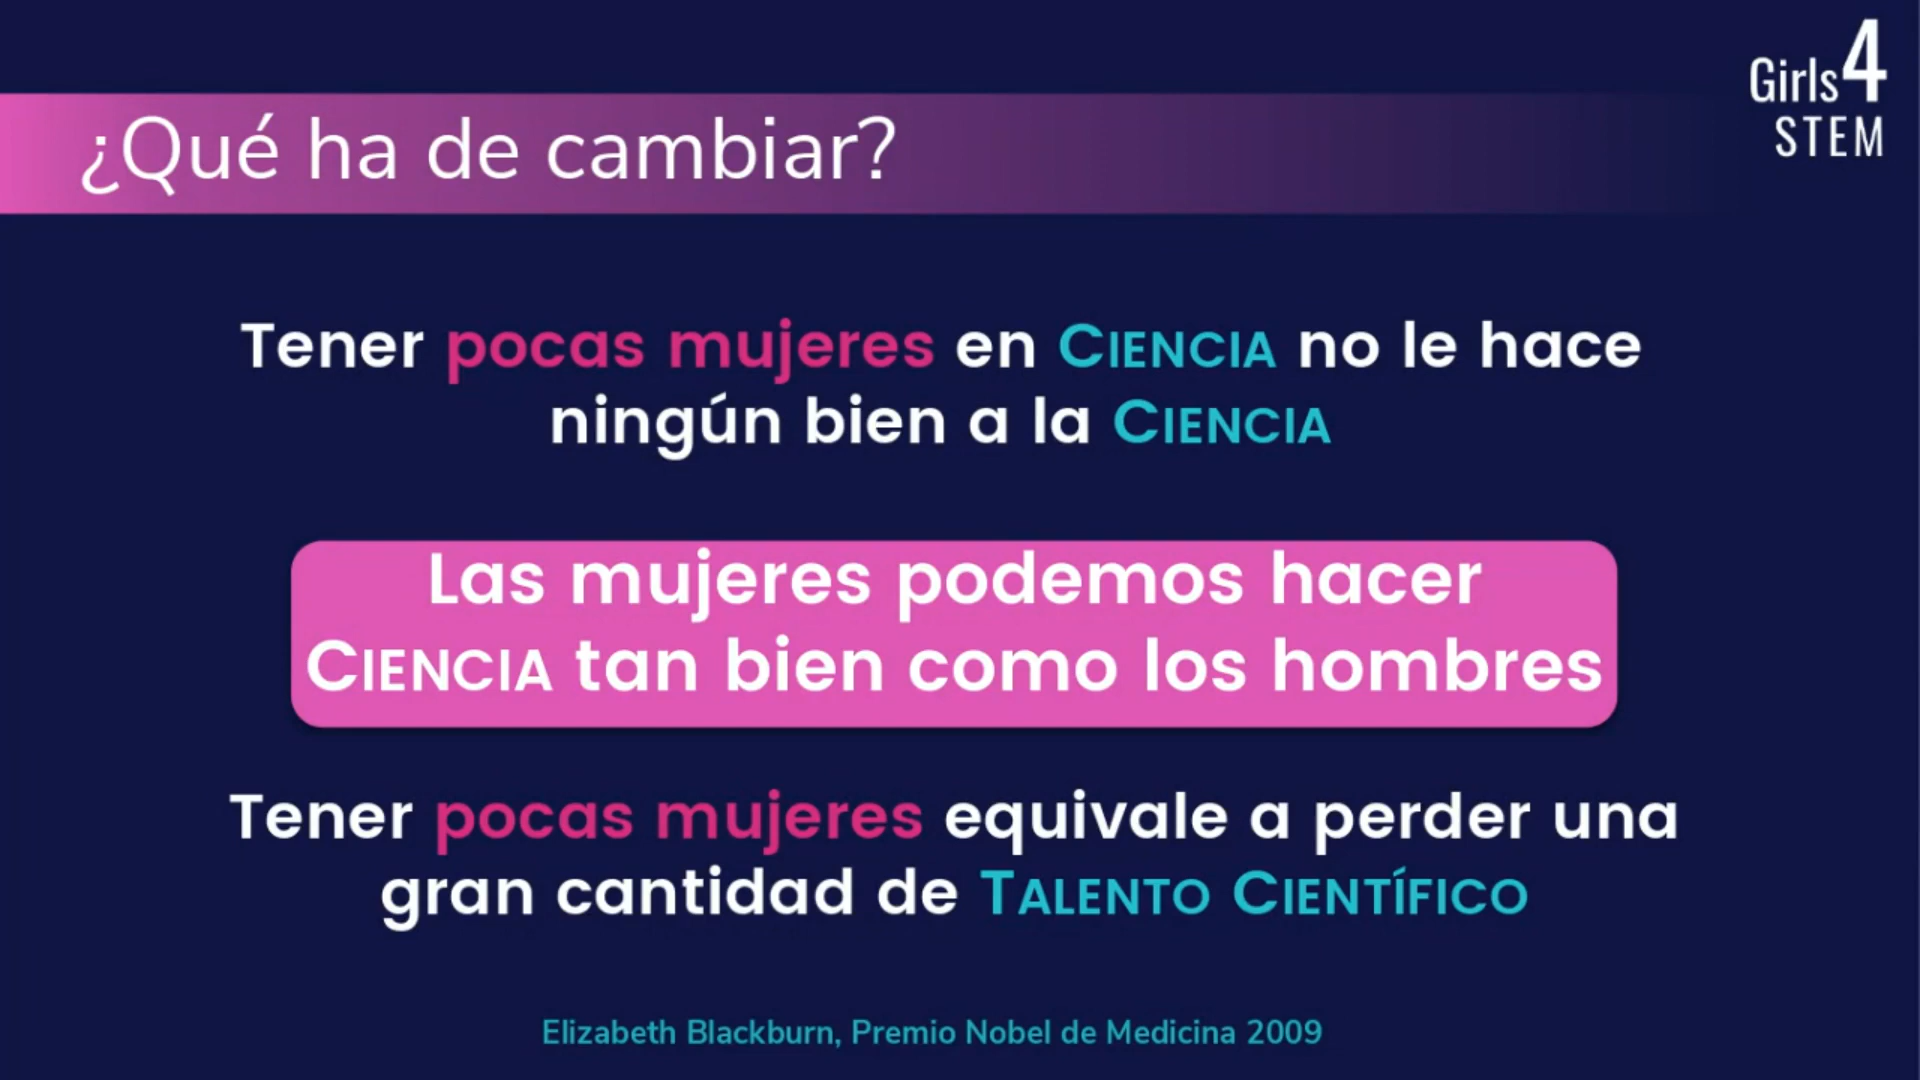 Girls4
STEM
¿Qué ha de cambiar?
Tener pocas mujeres en CIENCIA no le hace
ningún bien a la CIENCIA
Las mujeres podemos hacer
CIENCIA tan bien como los hombres
Tener pocas mujeres equivale a perder una
gran cantidad de TALENTO CIENTÍFICO
Elizabeth Blackburn, Premio Nobel de Medicina 2009